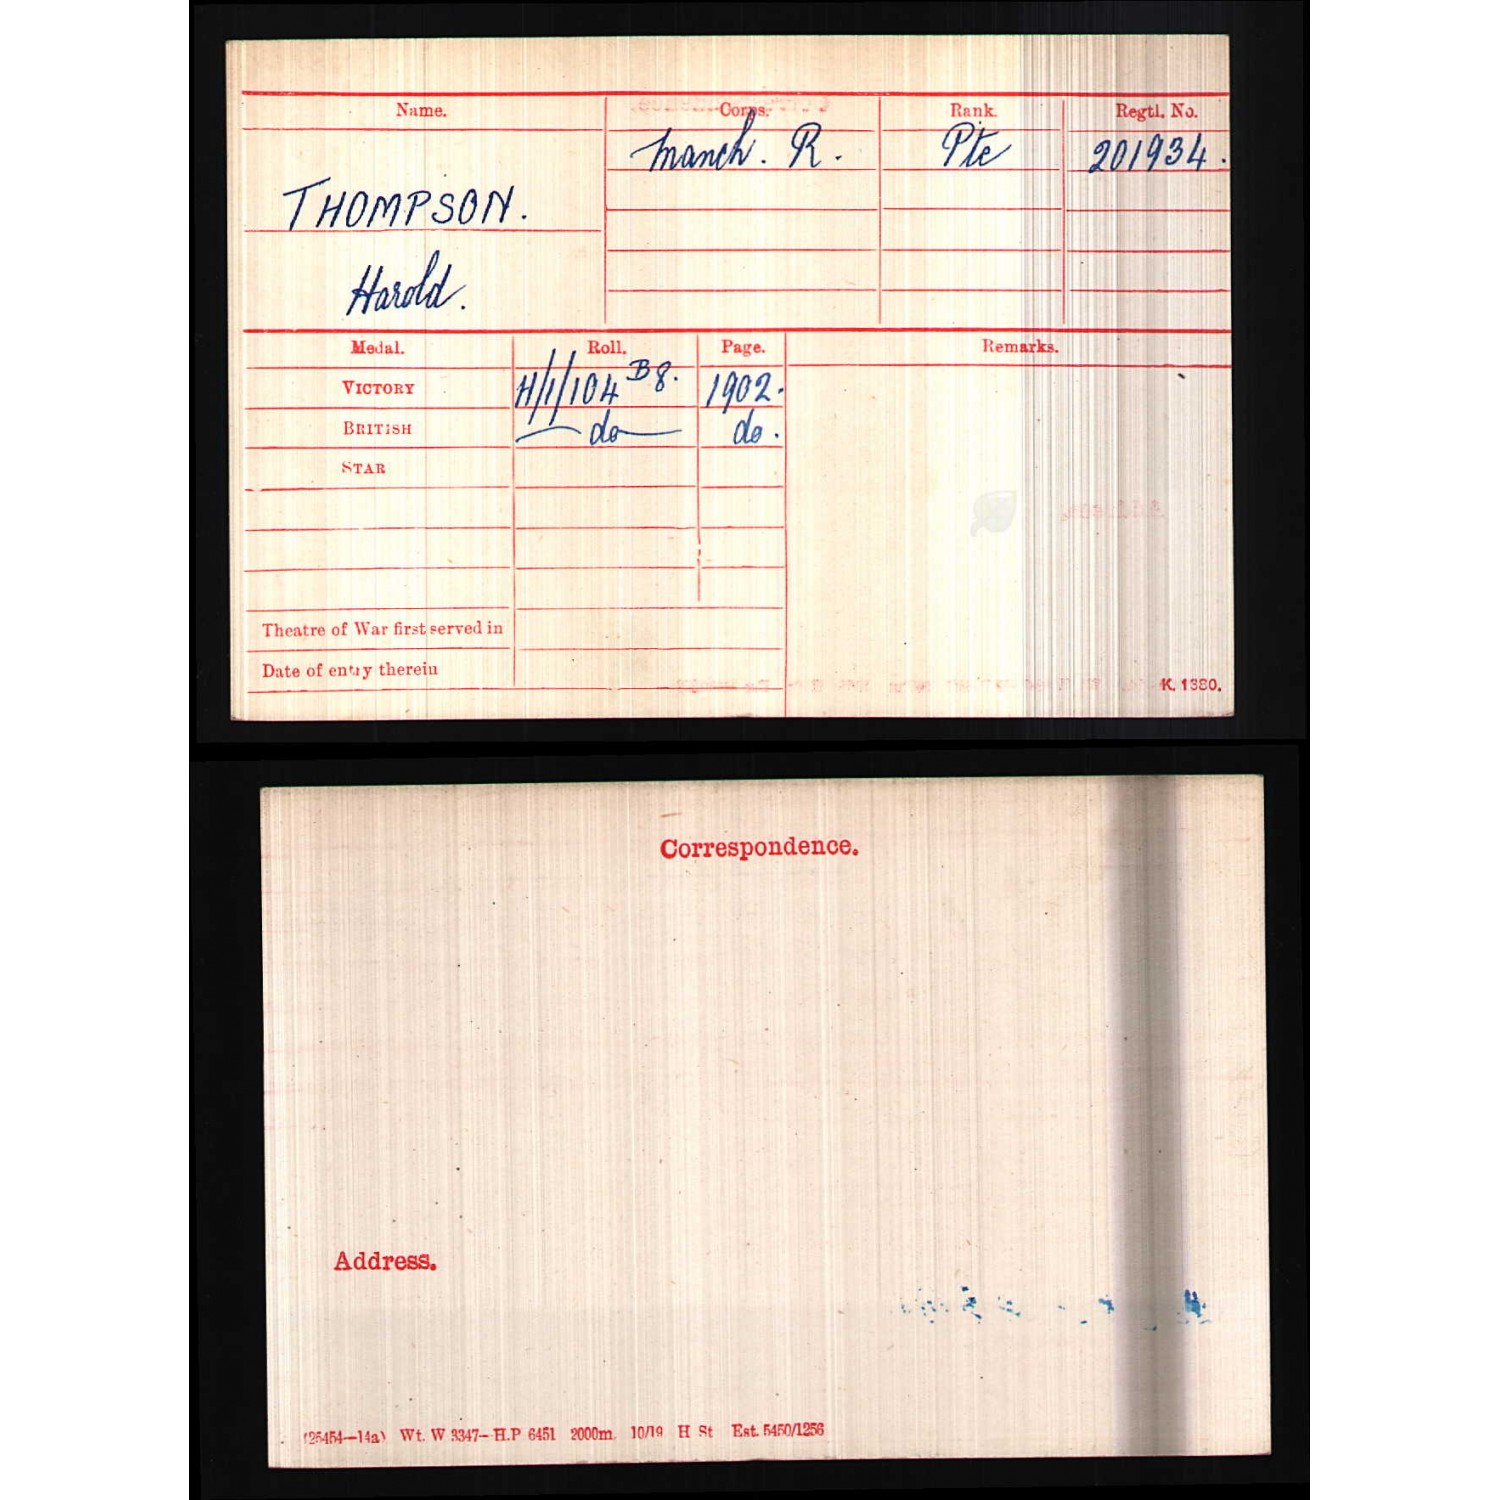 Name. Corps. Rank. Regtl. No.
Manch. R. Pte 201934.
THOMPSON.
Harold.
Medal. Roll. Page. Remarks.
VICTORY H/1/104 B8. 1902.
BRITISH do do.
STAR
Theatre of War first served in
Date of entry therein
K. 1380.
Correspondence.
Address.
(26454—14a) Wt. W 3347—H.P 6451 2000m. 10/19 H St Est. 5450/1256